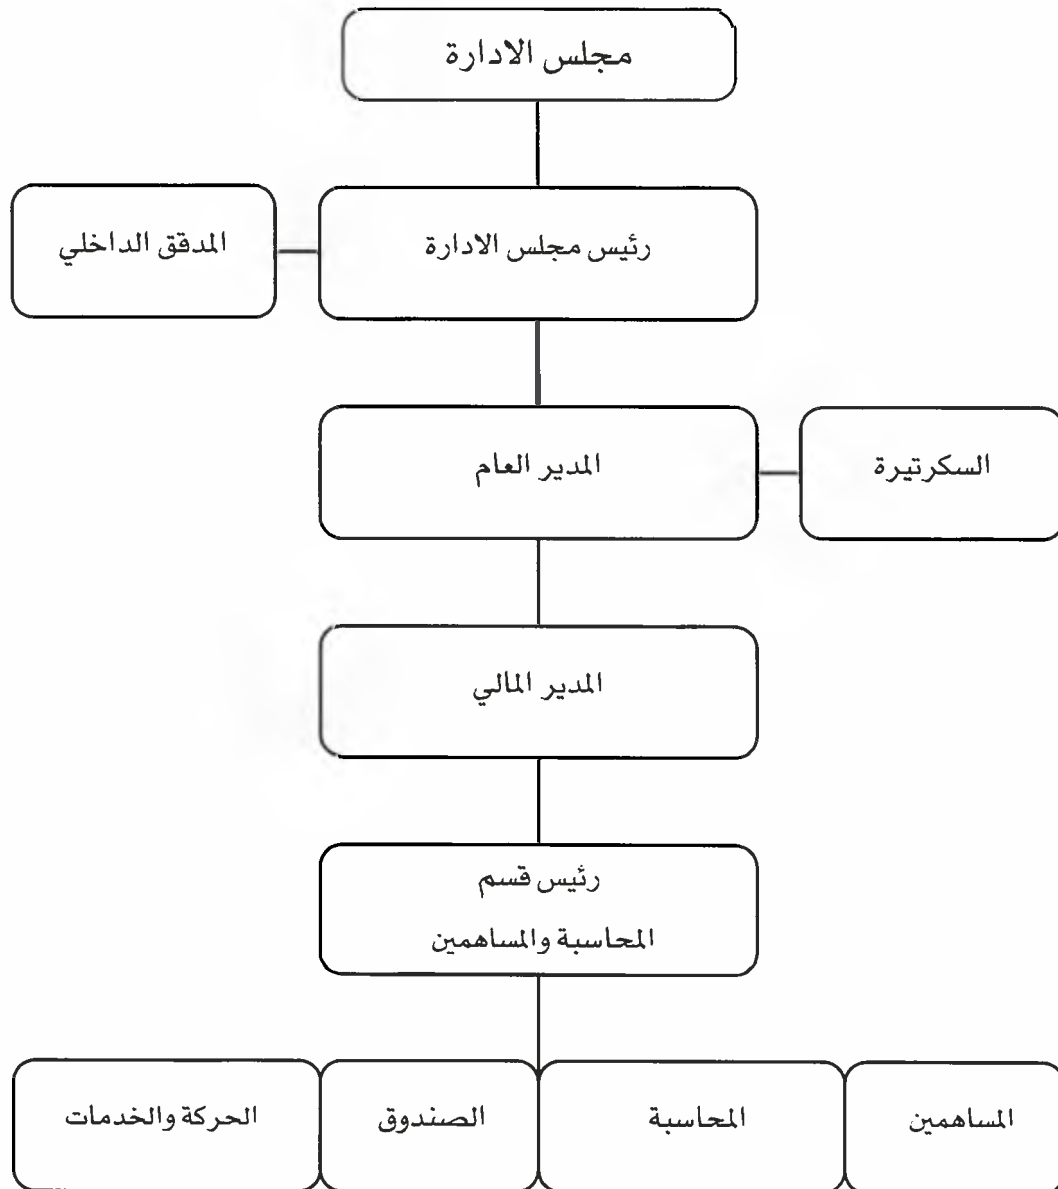 مجلس الادارة
رئيس مجلس الادارة
المدقق الداخلي
السكرتيرة
المدير العام
المدير المالي
رئيس قسم
المحاسبة والمساهمين
المساهمين
المحاسبة
الصندوق
الحركة والخدمات